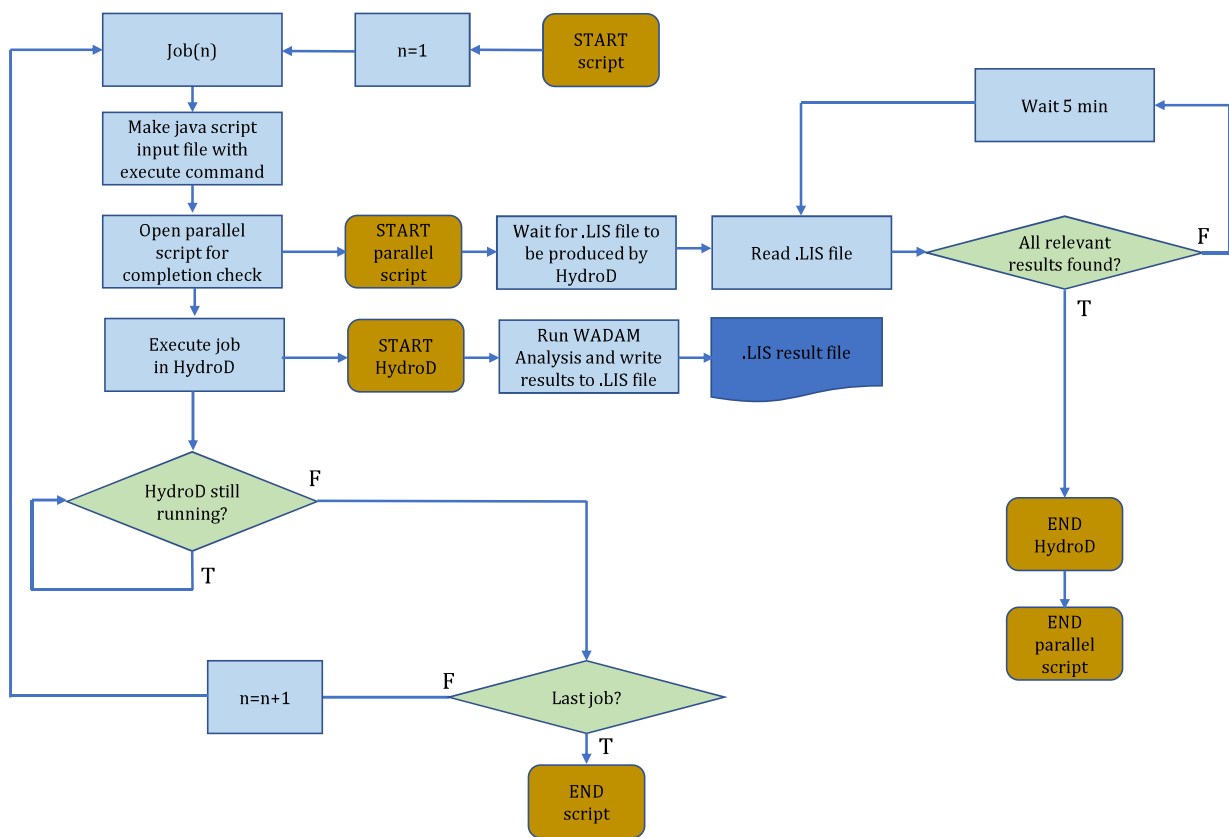 Job(n)
n=1
START
script
Wait 5 min
Make java script
input file with
execute command
Open parallel
script for
completion check
START
parallel
script
Wait for .LIS file to
be produced by
HydroD
Read .LIS file
All relevant
results found?
F
T
Execute job
in HydroD
START
HydroD
Run WADAM
Analysis and write
results to .LIS file
.LIS result file
HydroD still
running?
F
T
END
HydroD
END
parallel
script
n=n+1
F
Last job?
T
END
script